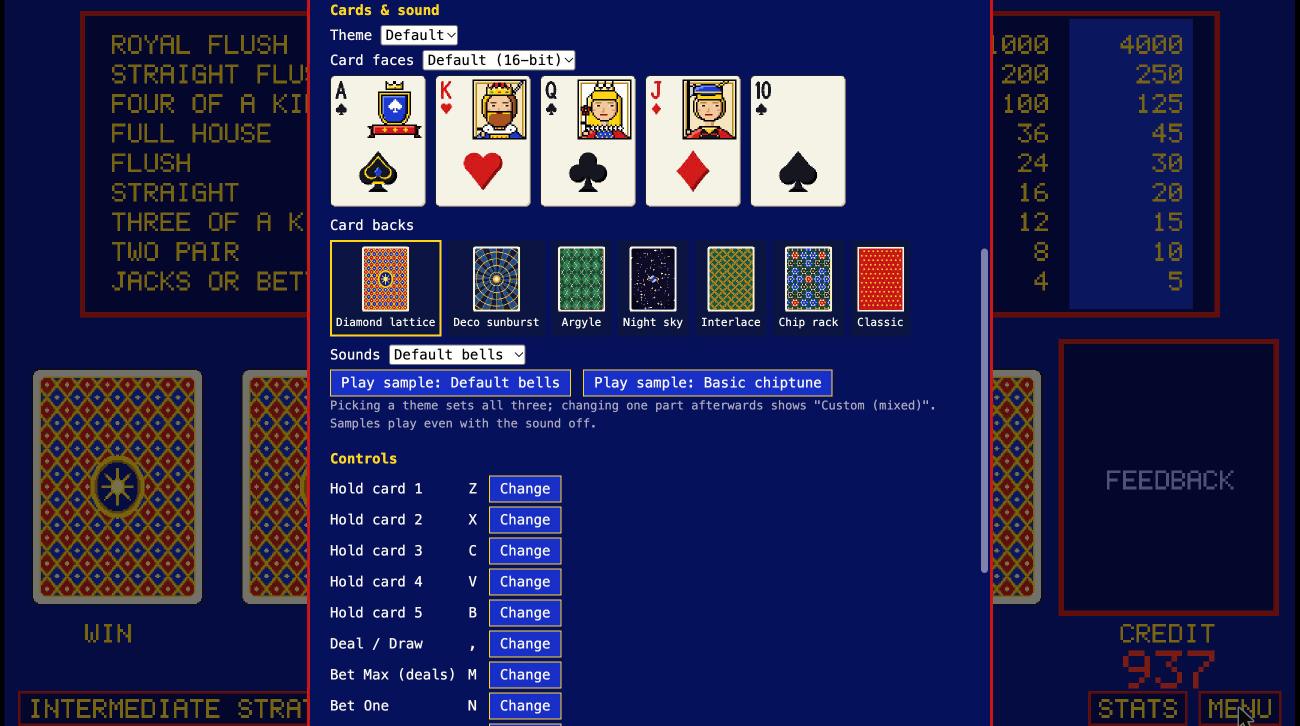 Cards & sound
Theme Default
Card faces Default (16-bit)
A K Q J 10
Card backs
Diamond lattice Deco sunburst Argyle Night sky Interlace Chip rack Classic
Sounds Default bells
Play sample: Default bells Play sample: Basic chiptune
Picking a theme sets all three; changing one part afterwards shows "Custom (mixed)".
Samples play even with the sound off.
Controls
Hold card 1 Z Change
Hold card 2 X Change
Hold card 3 C Change
Hold card 4 V Change
Hold card 5 B Change
Deal / Draw , Change
Bet Max (deals) M Change
Bet One N Change
ROYAL FLUSH 1000 4000
STRAIGHT FLU 200 250
FOUR OF A KI 100 125
FULL HOUSE 36 45
FLUSH 24 30
STRAIGHT 16 20
THREE OF A K 12 15
TWO PAIR 8 10
JACKS OR BET 4 5
FEEDBACK
WIN
CREDIT
937
INTERMEDIATE STRAT
STATS MENU